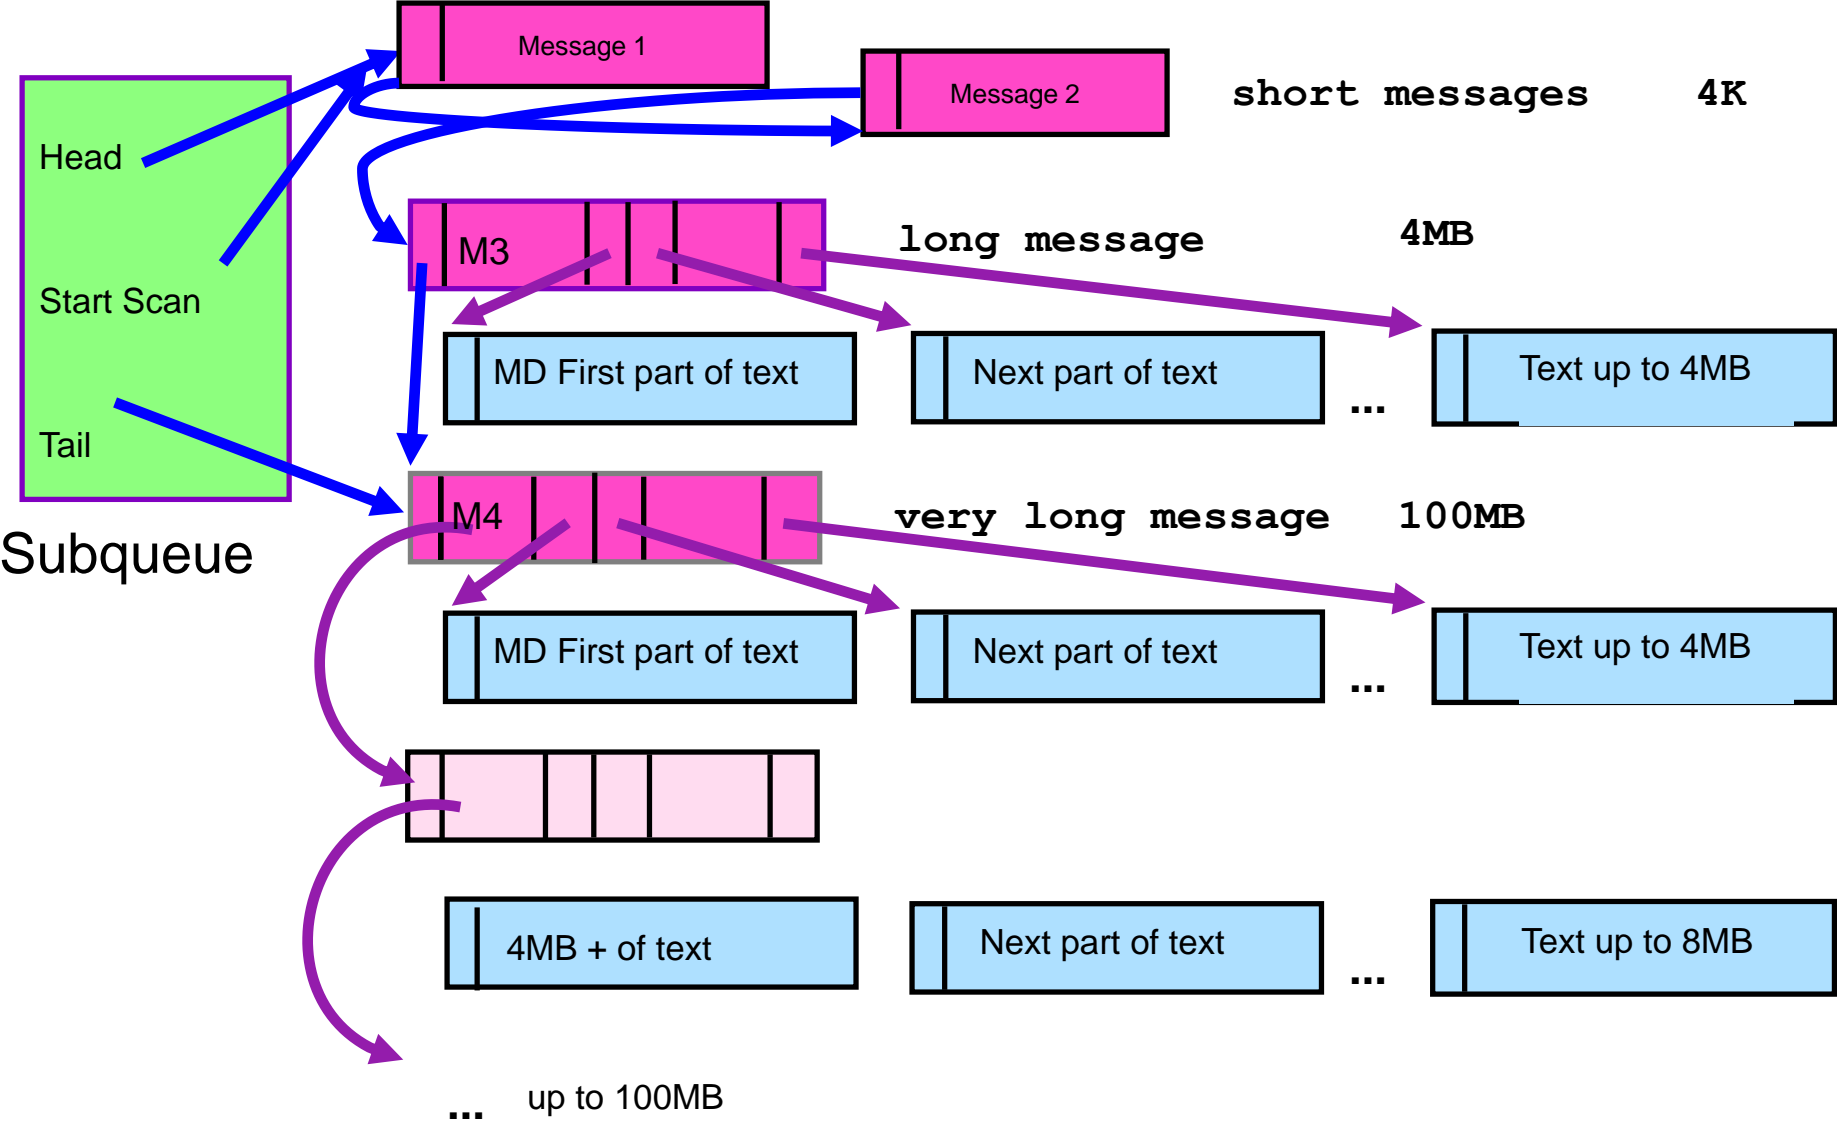 Message 1
Message 2
short messages 4K
Head
M3
long message 4MB
Start Scan
MD First part of text
Next part of text
...
Text up to 4MB
Tail
M4
very long message 100MB
Subqueue
MD First part of text
Next part of text
...
Text up to 4MB
4MB + of text
Next part of text
...
Text up to 8MB
... up to 100MB